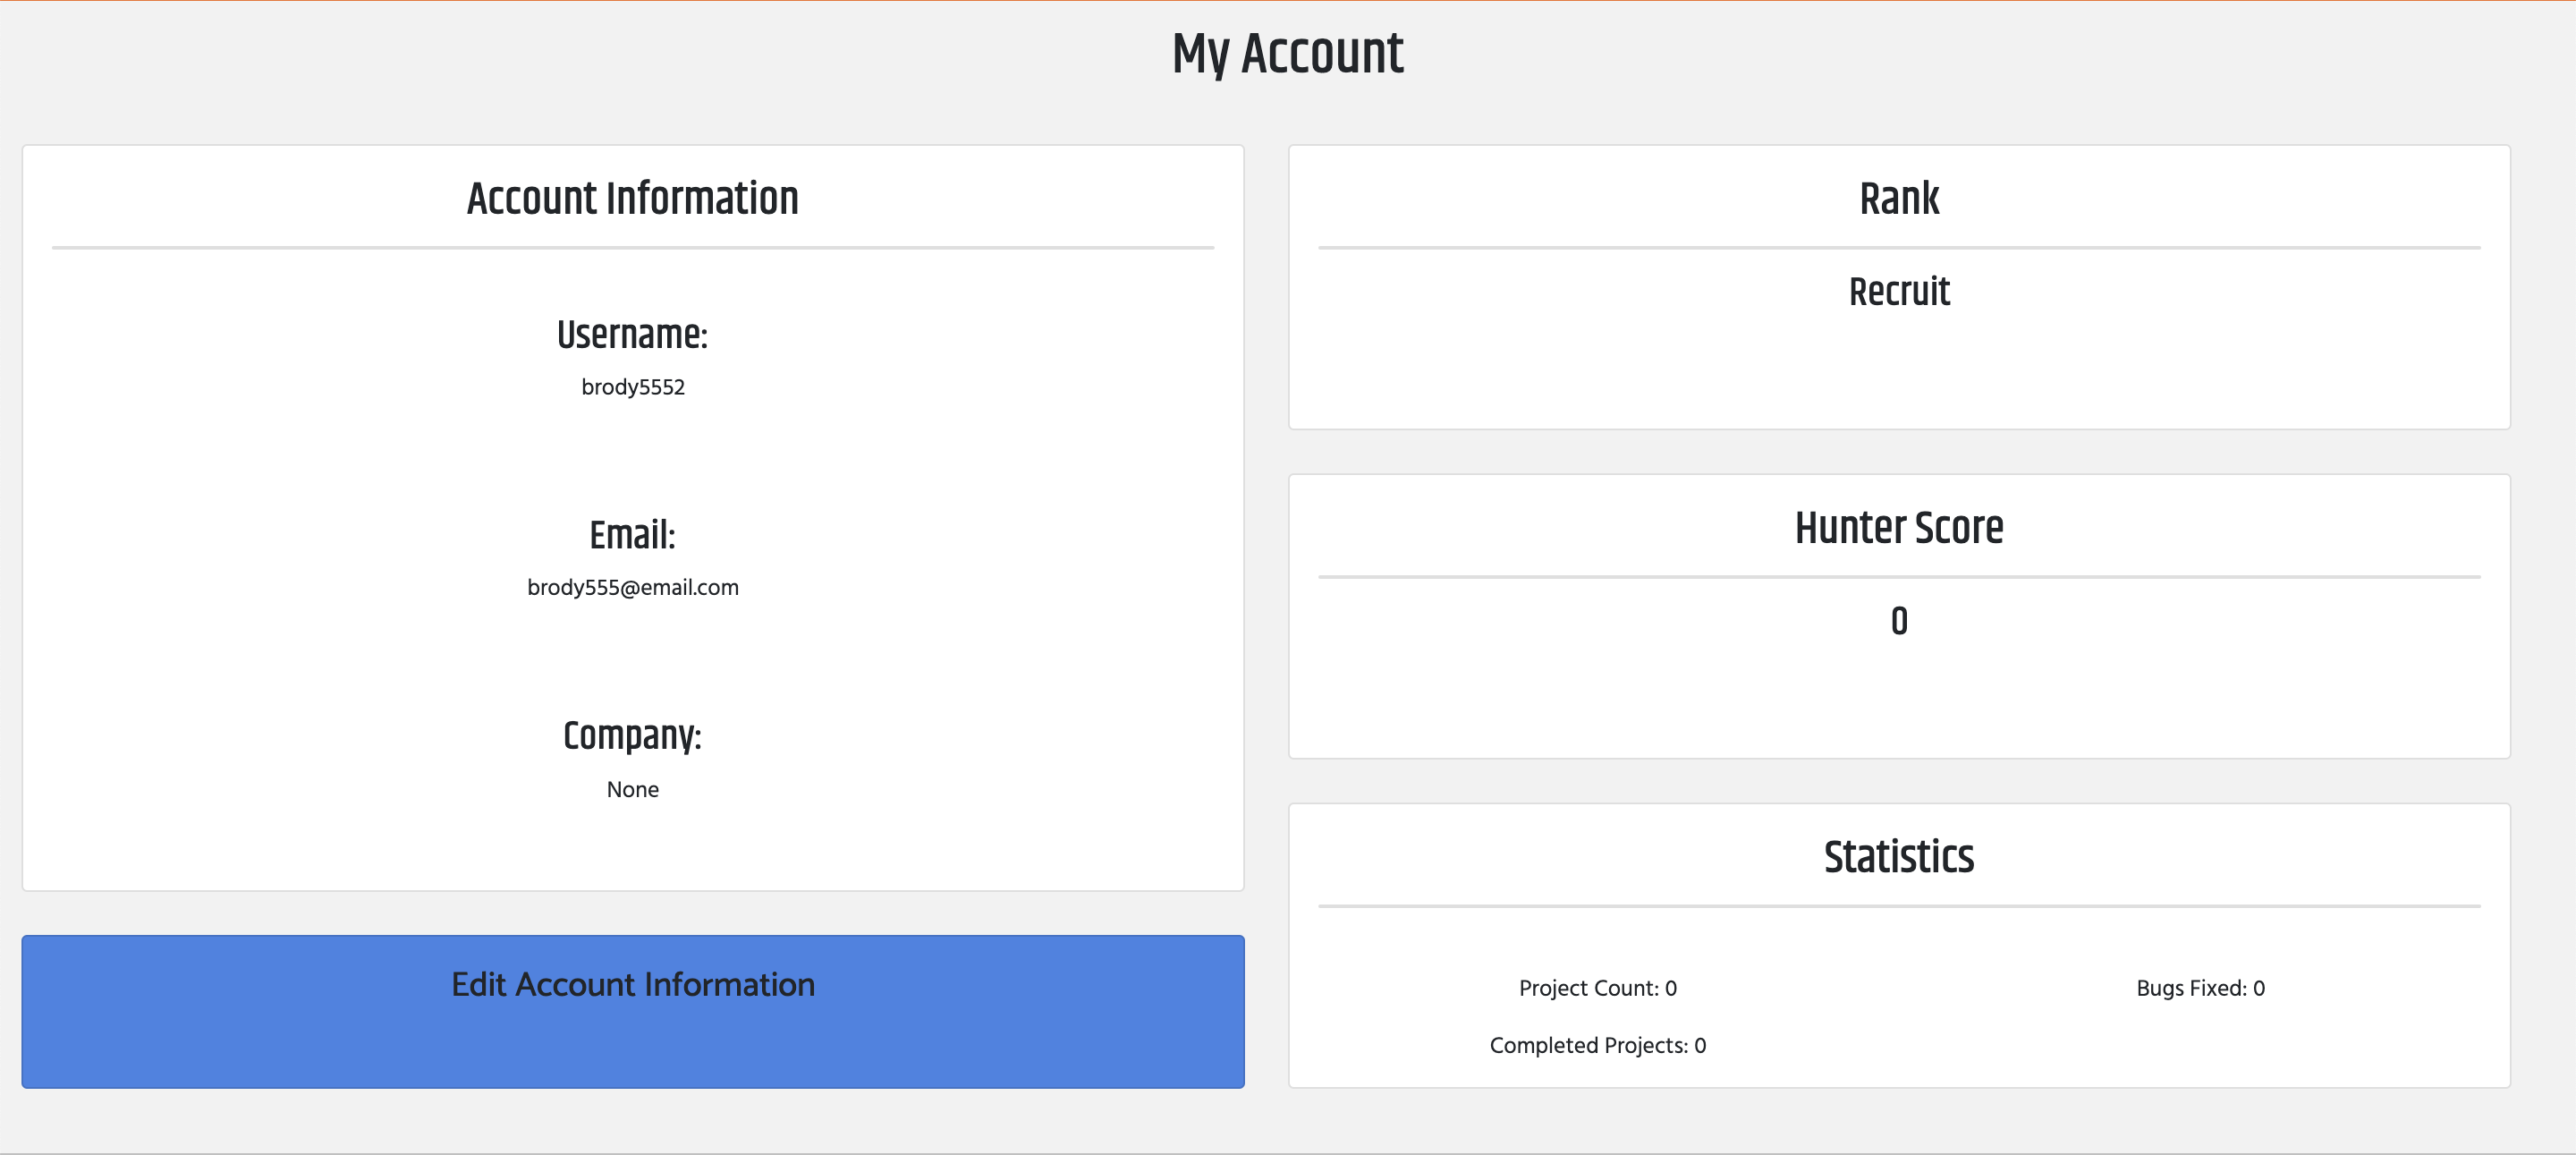 My Account
Account Information
Username:
brody5552
Email:
brody555@email.com
Company:
None
Edit Account Information
Rank
Recruit
Hunter Score
0
Statistics
Project Count: 0
Bugs Fixed: 0
Completed Projects: 0